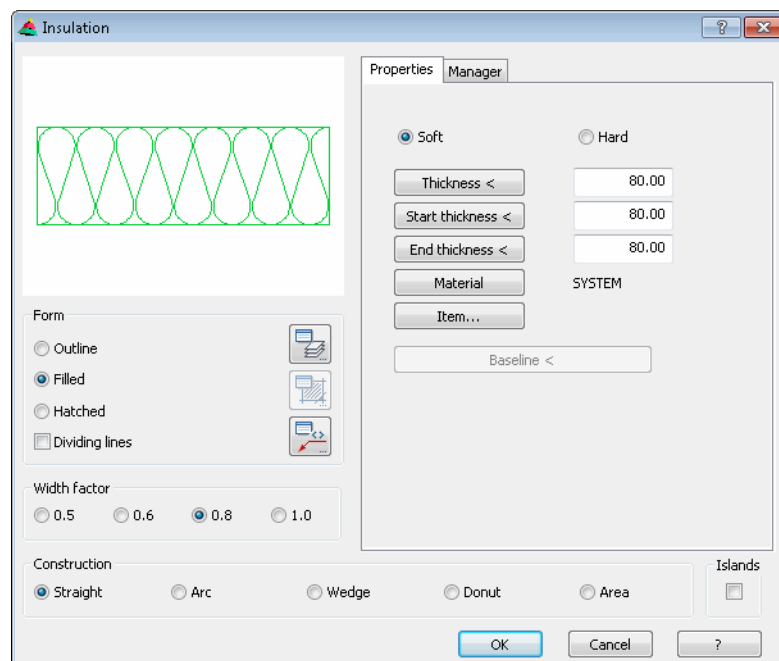 Insulation
?
Properties
Manager
Soft
Hard
Thickness <
80.00
Start thickness <
80.00
End thickness <
80.00
Material
SYSTEM
Item...
Baseline <
Form
Outline
Filled
Hatched
Dividing lines
Width factor
0.5
0.6
0.8
1.0
Construction
Straight
Arc
Wedge
Donut
Area
Islands
OK
Cancel
?